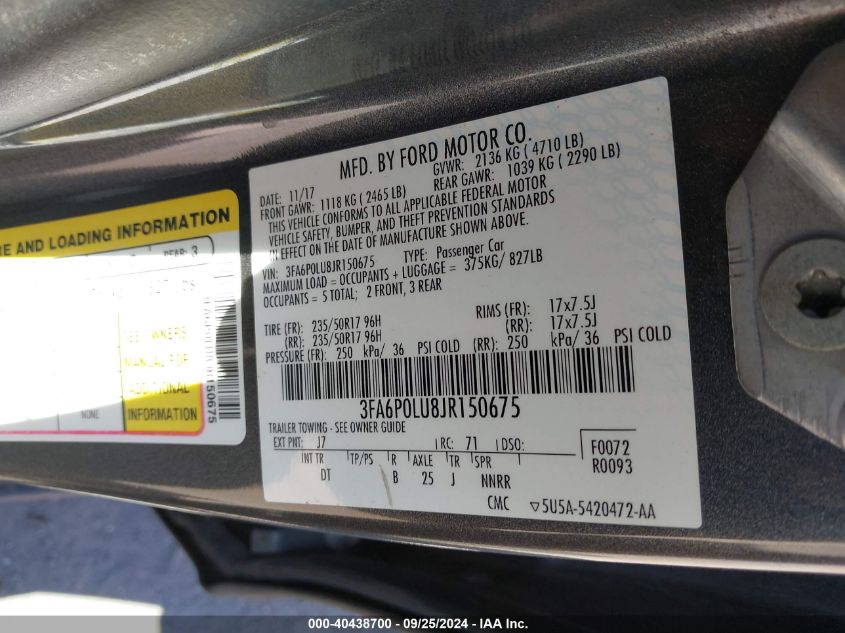 MFD. BY FORD MOTOR CO.
DATE: 11/17 GVWR: 2136 KG ( 4710 LB)
FRONT GAWR: 1118 KG ( 2465 LB) REAR GAWR: 1039 KG ( 2290 LB)
THIS VEHICLE CONFORMS TO ALL APPLICABLE FEDERAL MOTOR
VEHICLE SAFETY, BUMPER, AND THEFT PREVENTION STANDARDS
IN EFFECT ON THE DATE OF MANUFACTURE SHOWN ABOVE.
VIN: 3FA6P0LU8JR150675 TYPE: Passenger Car
MAXIMUM LOAD = OCCUPANTS + LUGGAGE = 375KG/ 827LB
OCCUPANTS = 5 TOTAL; 2 FRONT, 3 REAR
TIRE (FR): 235/50R17 96H RIMS (FR): 17x7.5J
(RR): 235/50R17 96H (RR): 17x7.5J
PRESSURE (FR): 250 kPa/ 36 PSI COLD (RR): 250 kPa/ 36 PSI COLD
3FA6P0LU8JR150675
TRAILER TOWING - SEE OWNER GUIDE
EXT PNT: J7 RC: 71 DSO: F0072
INT TR TP/PS R AXLE TR SPR R0093
DT B 25 J NNRR
CMC ▽5U5A-5420472-AA
RE AND LOADING INFORMATION
REAR: 3
SEE OWNERS
MANUAL FOR
ADDITIONAL
NONE INFORMATION
150675
000-40438700 - 09/25/2024 - IAA Inc.